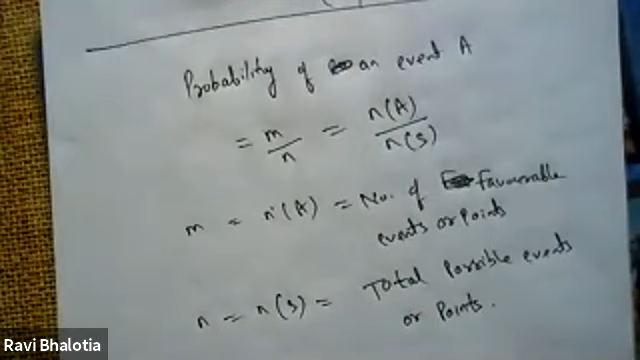 Probability of an event A
= m/n = n(A)/n(S)
m = n(A) = No. of Favourable
events or points
n = n(S) = Total Possible events
or Points.
Ravi Bhalotia